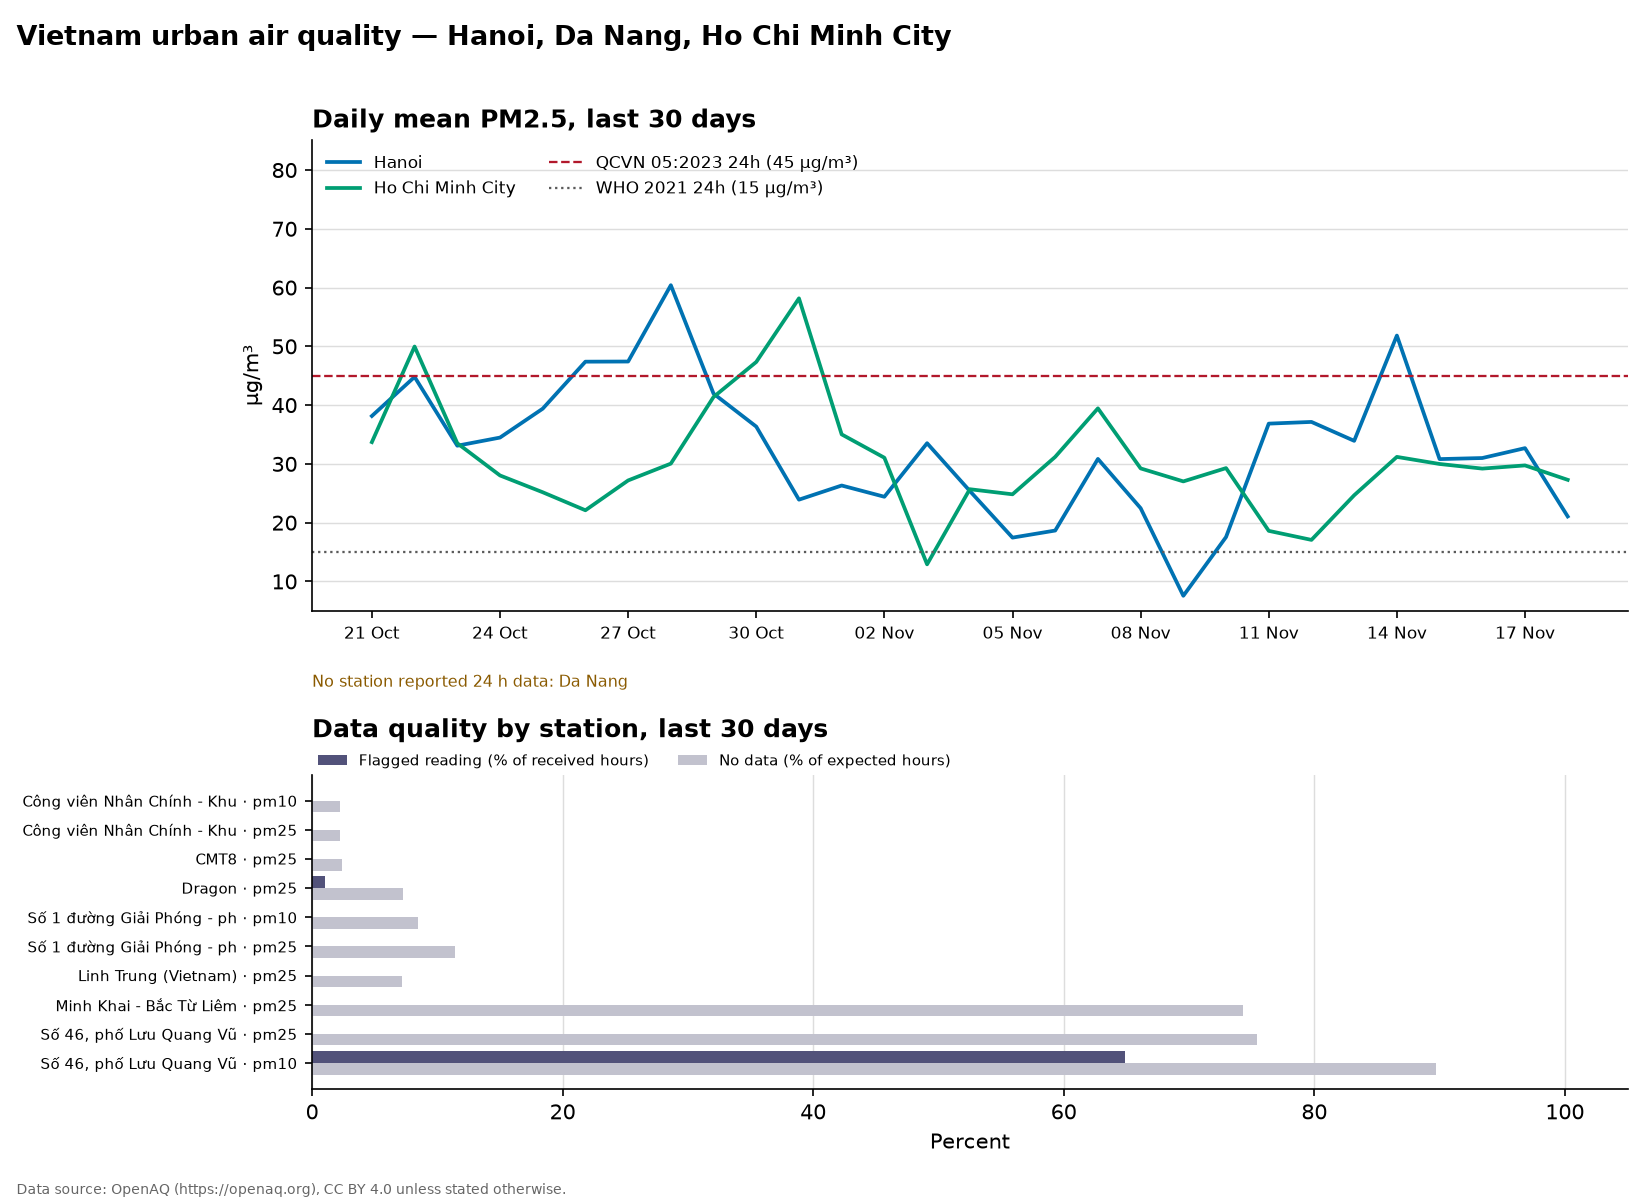 Vietnam urban air quality — Hanoi, Da Nang, Ho Chi Minh City
Daily mean PM2.5, last 30 days
Hanoi
Ho Chi Minh City
QCVN 05:2023 24h (45 µg/m³)
WHO 2021 24h (15 µg/m³)
µg/m³
80
70
60
50
40
30
20
10
21 Oct
24 Oct
27 Oct
30 Oct
02 Nov
05 Nov
08 Nov
11 Nov
14 Nov
17 Nov
No station reported 24 h data: Da Nang
Data quality by station, last 30 days
Flagged reading (% of received hours)
No data (% of expected hours)
Công viên Nhân Chính - Khu · pm10
Công viên Nhân Chính - Khu · pm25
CMT8 · pm25
Dragon · pm25
Số 1 đường Giải Phóng - ph · pm10
Số 1 đường Giải Phóng - ph · pm25
Linh Trung (Vietnam) · pm25
Minh Khai - Bắc Từ Liêm · pm25
Số 46, phố Lưu Quang Vũ · pm25
Số 46, phố Lưu Quang Vũ · pm10
0
20
40
60
80
100
Percent
Data source: OpenAQ (https://openaq.org), CC BY 4.0 unless stated otherwise.